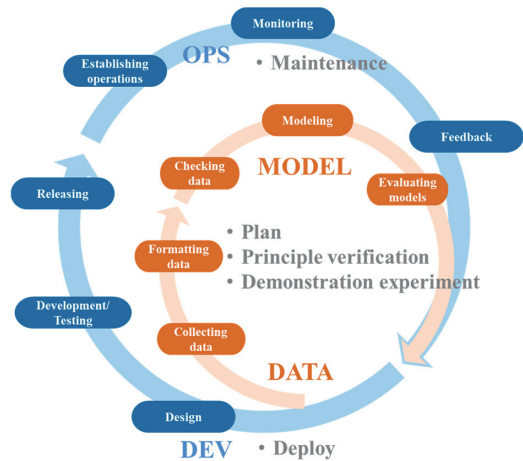 Monitoring
OPS
• Maintenance
Establishing
operations
Modeling
Feedback
MODEL
Checking
data
Evaluating
models
Releasing
• Plan
Formatting
data
• Principle verification
• Demonstration experiment
Development/
Testing
Collecting
data
DATA
Design
DEV
• Deploy